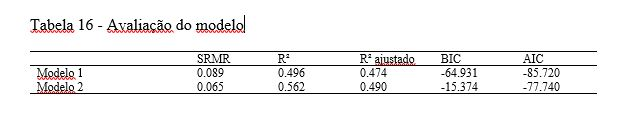 Tabela 16 - Avaliação do modelo
SRMR R² R² ajustado BIC AIC
Modelo 1 0.089 0.496 0.474 -64.931 -85.720
Modelo 2 0.065 0.562 0.490 -15.374 -77.740